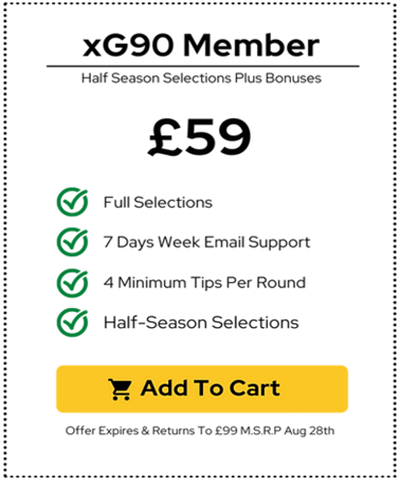 xG90 Member
Half Season Selections Plus Bonuses
£59
Full Selections
7 Days Week Email Support
4 Minimum Tips Per Round
Half-Season Selections
Add To Cart
Offer Expires & Returns To £99 M.S.R.P Aug 28th